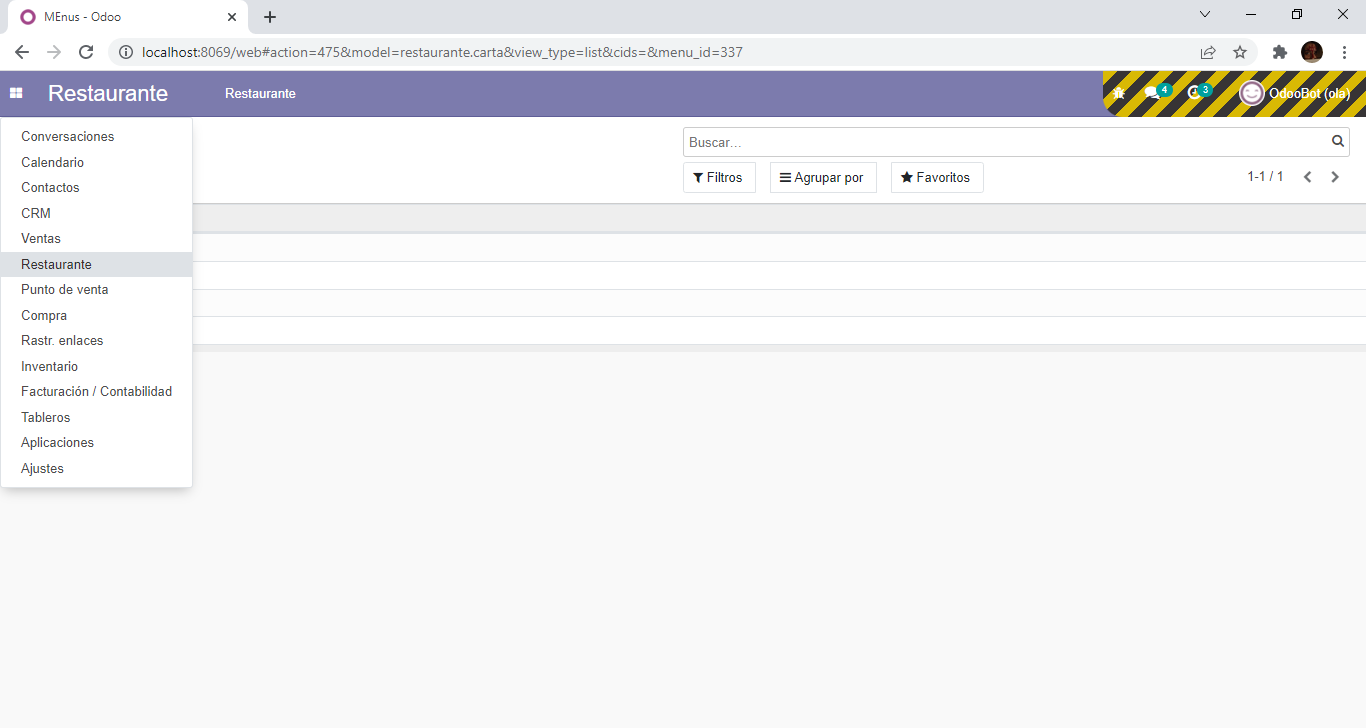 MEnus - Odoo
localhost:8069/web#action=475&model=restaurante.carta&view_type=list&cids=&menu_id=337
Restaurante
Restaurante
4
3
OdooBot (ola)
Conversaciones
Calendario
Contactos
CRM
Ventas
Restaurante
Punto de venta
Compra
Rastr. enlaces
Inventario
Facturación / Contabilidad
Tableros
Aplicaciones
Ajustes
Buscar...
Filtros
Agrupar por
Favoritos
1-1 / 1